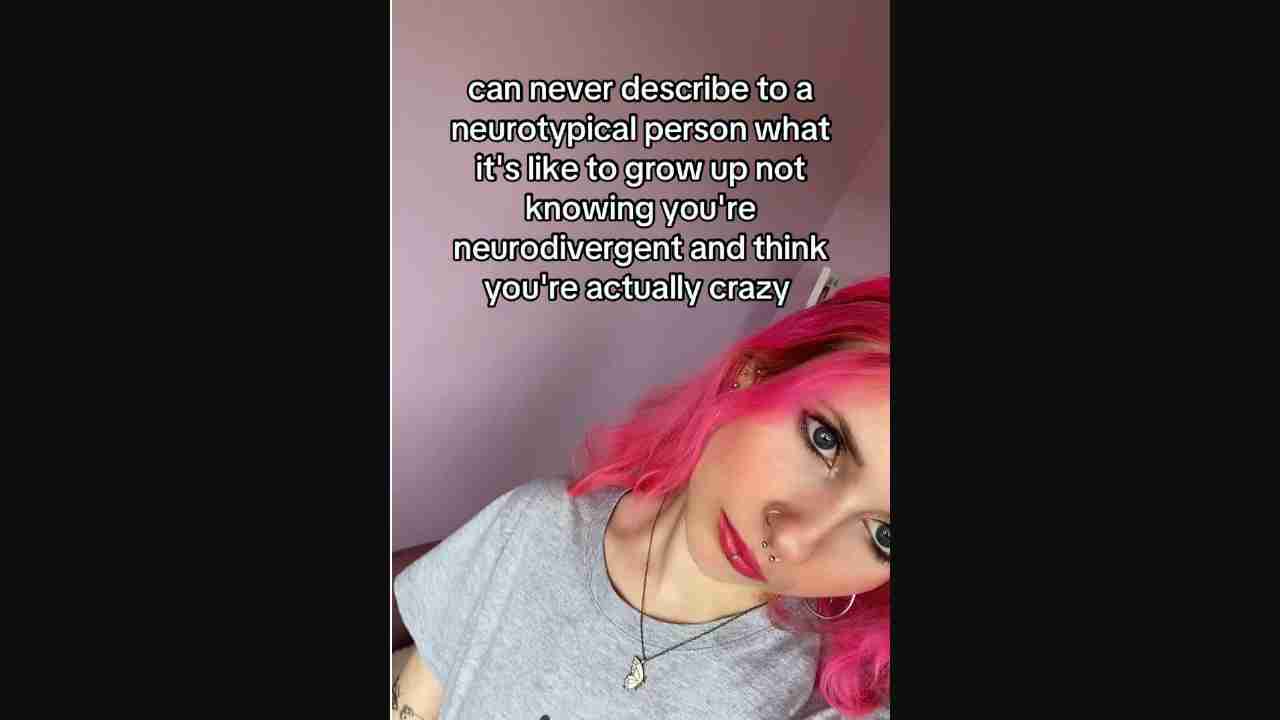 can never describe to a
neurotypical person what
it's like to grow up not
knowing you're
neurodivergent and think
you're actually crazy